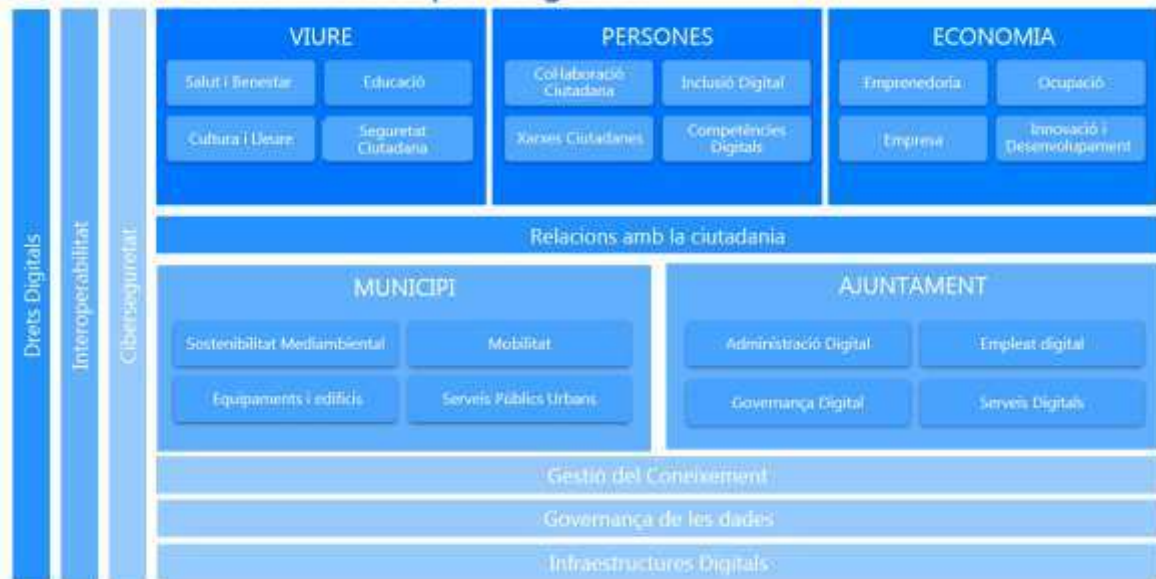 VIURE
Salut i Benestar
Educació
Cultura i Lleure
Seguretat
Ciutadana
PERSONES
Col·laboració
Ciutadana
Inclusió Digital
Xarxes Ciutadanes
Competències
Digitals
ECONOMIA
Emprenedoria
Ocupació
Empresa
Innovació i
Desenvolupament
Drets Digitals
Interoperabilitat
Ciberseguretat
Relacions amb la ciutadania
MUNICIPI
Sostenibilitat Mediambiental
Mobilitat
Equipaments i edificis
Serveis Públics Urbans
AJUNTAMENT
Administració Digital
Empleat digital
Governança Digital
Serveis Digitals
Gestió del Coneixement
Governança de les dades
Infraestructures Digitals